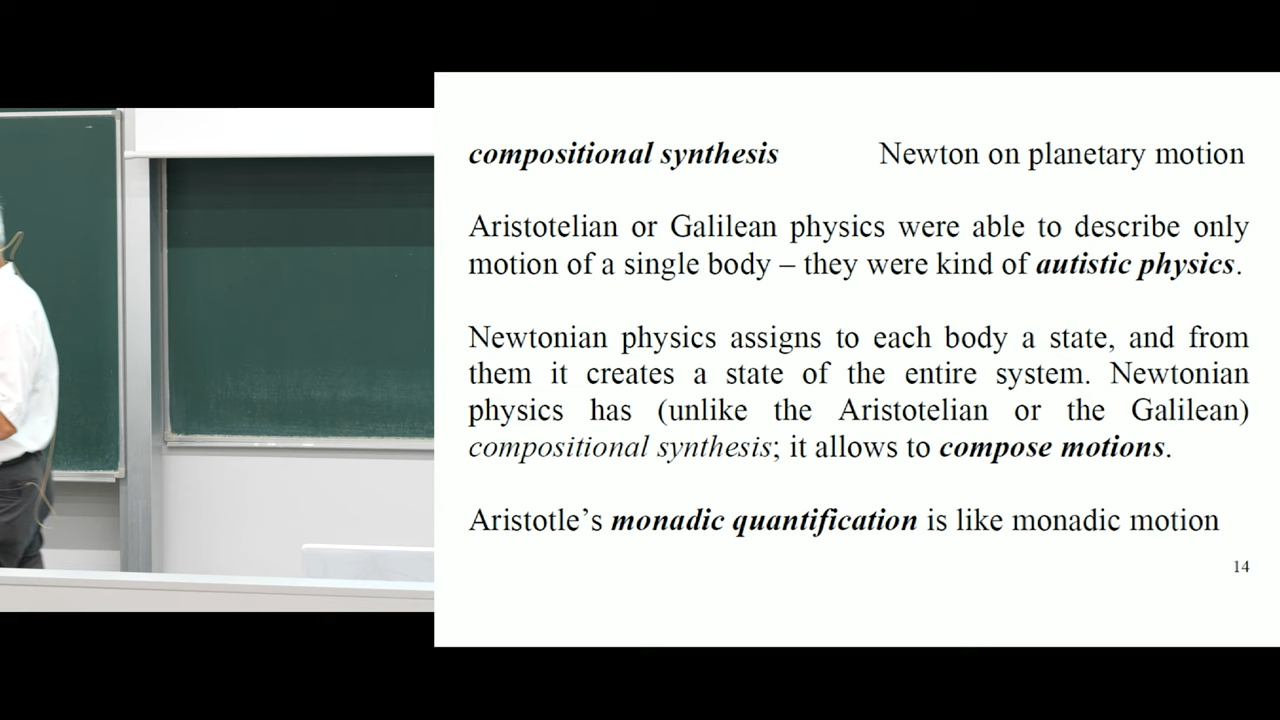 compositional synthesis Newton on planetary motion
Aristotelian or Galilean physics were able to describe only
motion of a single body – they were kind of autistic physics.
Newtonian physics assigns to each body a state, and from
them it creates a state of the entire system. Newtonian
physics has (unlike the Aristotelian or the Galilean)
compositional synthesis; it allows to compose motions.
Aristotle’s monadic quantification is like monadic motion
14